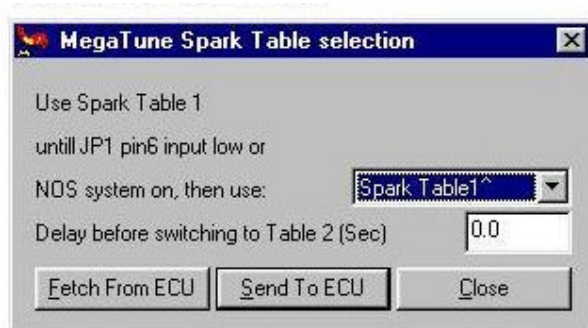 MegaTune Spark Table selection
Use Spark Table 1
untill JP1 pin6 input low or
NOS system on, then use: Spark Table1^
Delay before switching to Table 2 (Sec) 0.0
Fetch From ECU Send To ECU Close